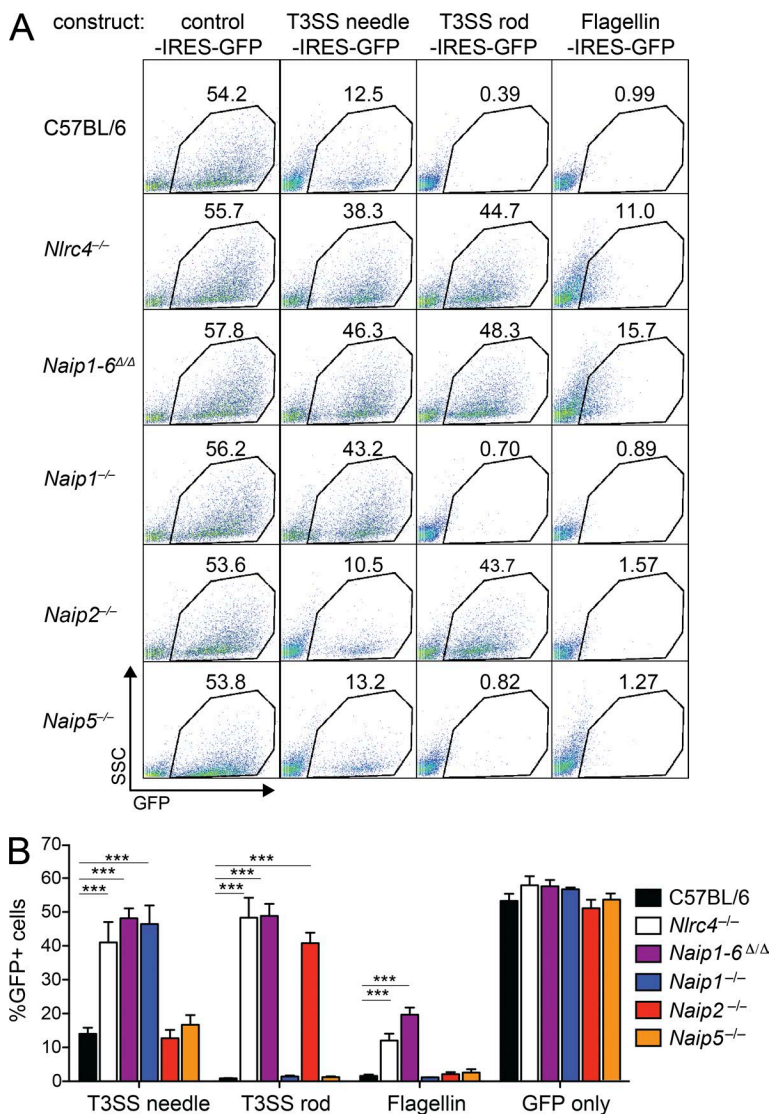 A
construct: control T3SS needle T3SS rod Flagellin
-IRES-GFP -IRES-GFP -IRES-GFP -IRES-GFP
C57BL/6 54.2 12.5 0.39 0.99
Nlrc4–/– 55.7 38.3 44.7 11.0
Naip1-6Δ/Δ 57.8 46.3 48.3 15.7
Naip1–/– 56.2 43.2 0.70 0.89
Naip2–/– 53.6 10.5 43.7 1.57
Naip5–/– 53.8 13.2 0.82 1.27
SSC
GFP
B
%GFP+ cells
70
60
50
40
30
20
10
0
*** *** ***
*** *** ***
*** ***
T3SS needle T3SS rod Flagellin GFP only
C57BL/6
Nlrc4–/–
Naip1-6 Δ/Δ
Naip1–/–
Naip2 –/–
Naip5–/–